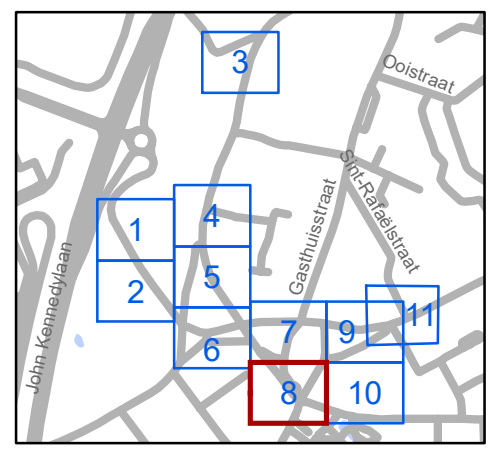 3
Ooistraat
Sint-Rafaëlstraat
Gasthuisstraat
John Kennedylaan
1
4
2
5
11
7
9
6
8
10